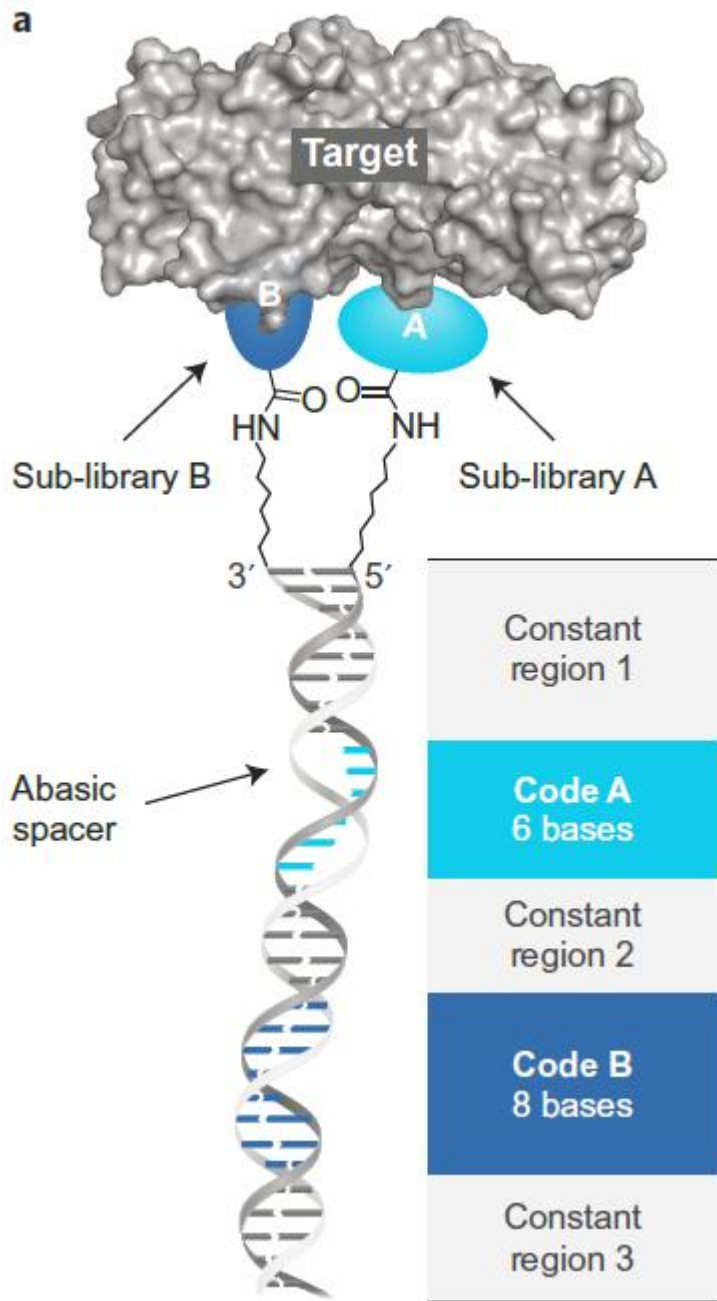 a
Target
B
A
O
O
HN
NH
Sub-library B
Sub-library A
3′
5′
Constant
region 1
Abasic
spacer
Code A
6 bases
Constant
region 2
Code B
8 bases
Constant
region 3